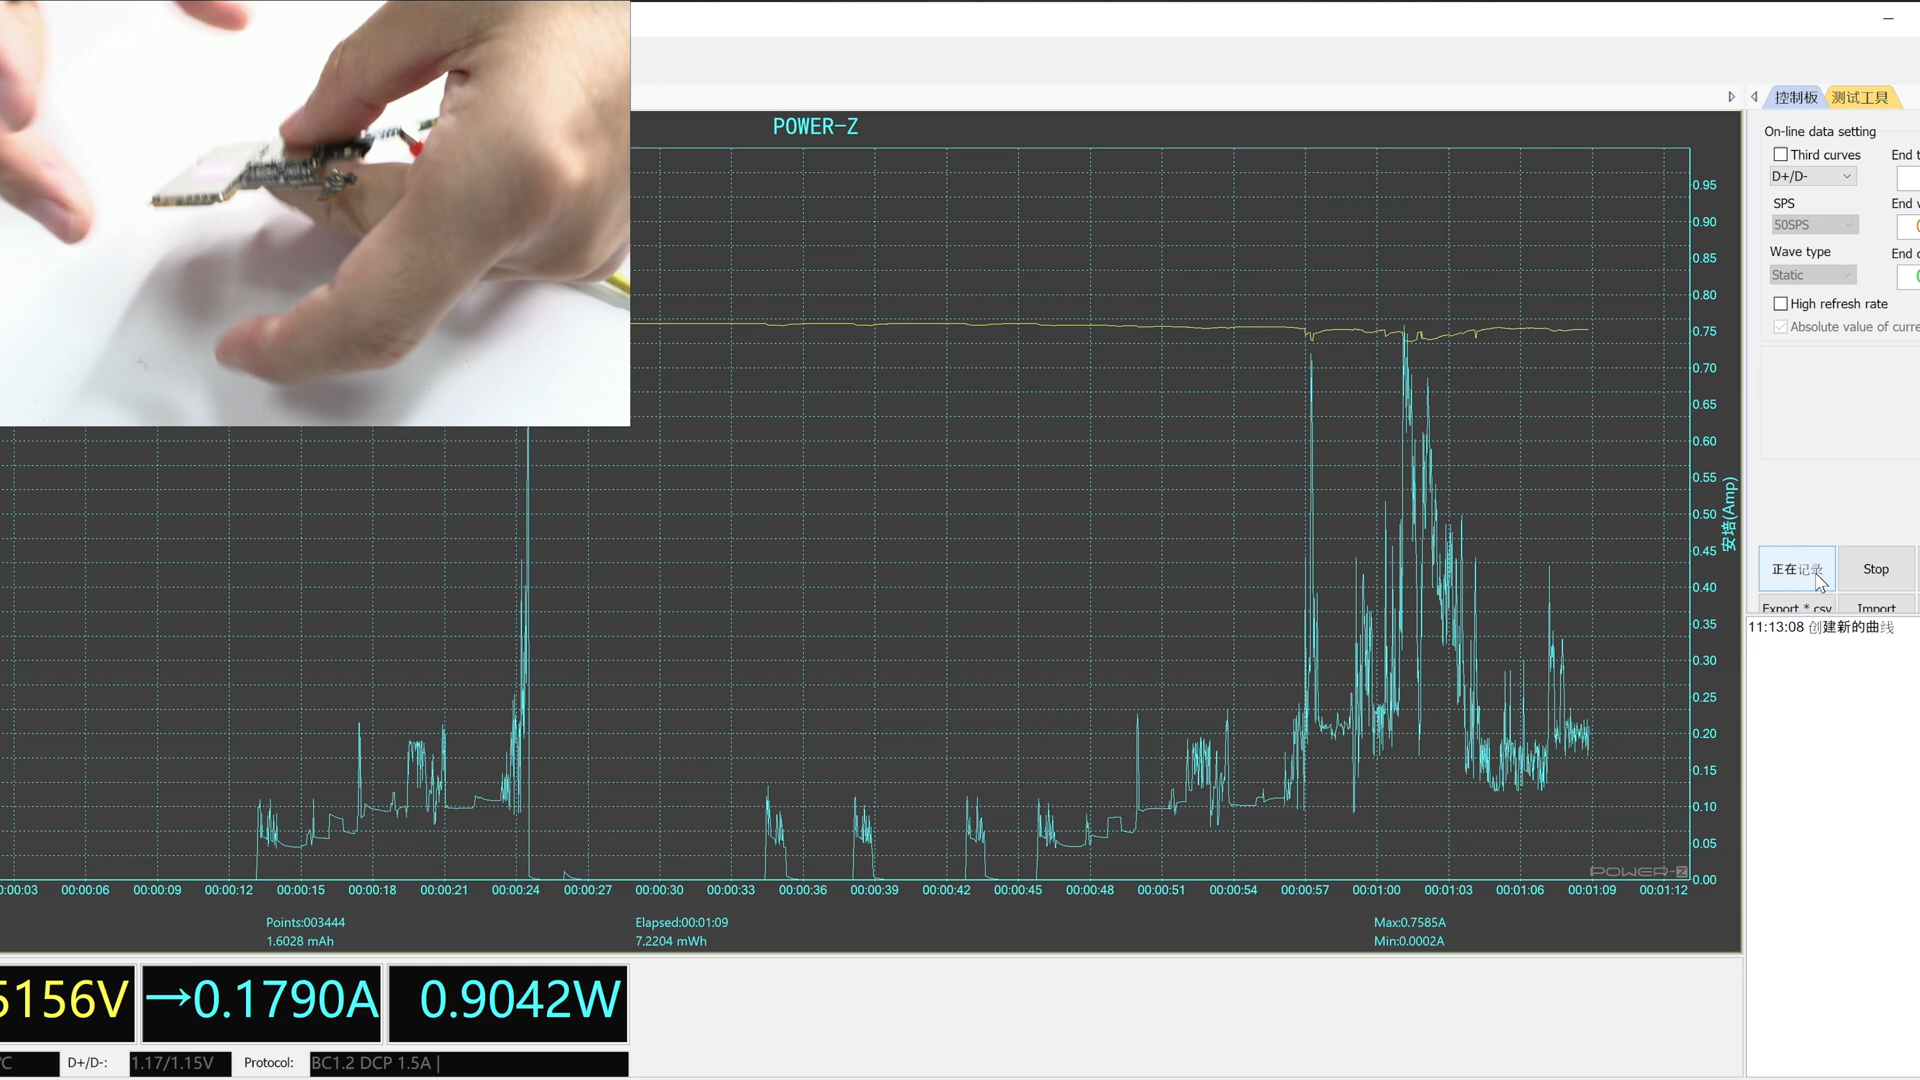 POWER-Z
控制板
测试工具
On-line data setting
Third curves
End t
D+/D-
SPS
End v
50SPS
Wave type
End c
Static
High refresh rate
Absolute value of curre
正在记录
Stop
Export *.csv
Import
11:13:08 创建新的曲线
0.95
0.90
0.85
0.80
0.75
0.70
0.65
0.60
0.55
0.50
0.45
0.40
0.35
0.30
0.25
0.20
0.15
0.10
0.05
0.00
安培(Amp)
POWER-Z
0:00:03 00:00:06 00:00:09 00:00:12 00:00:15 00:00:18 00:00:21 00:00:24 00:00:27 00:00:30 00:00:33 00:00:36 00:00:39 00:00:42 00:00:45 00:00:48 00:00:51 00:00:54 00:00:57 00:01:00 00:01:03 00:01:06 00:01:09 00:01:12
Points:003444
Elapsed:00:01:09
Max:0.7585A
1.6028 mAh
7.2204 mWh
Min:0.0002A
5156V
→0.1790A
0.9042W
°C
D+/D-:
1.17/1.15V
Protocol:
BC1.2 DCP 1.5A |